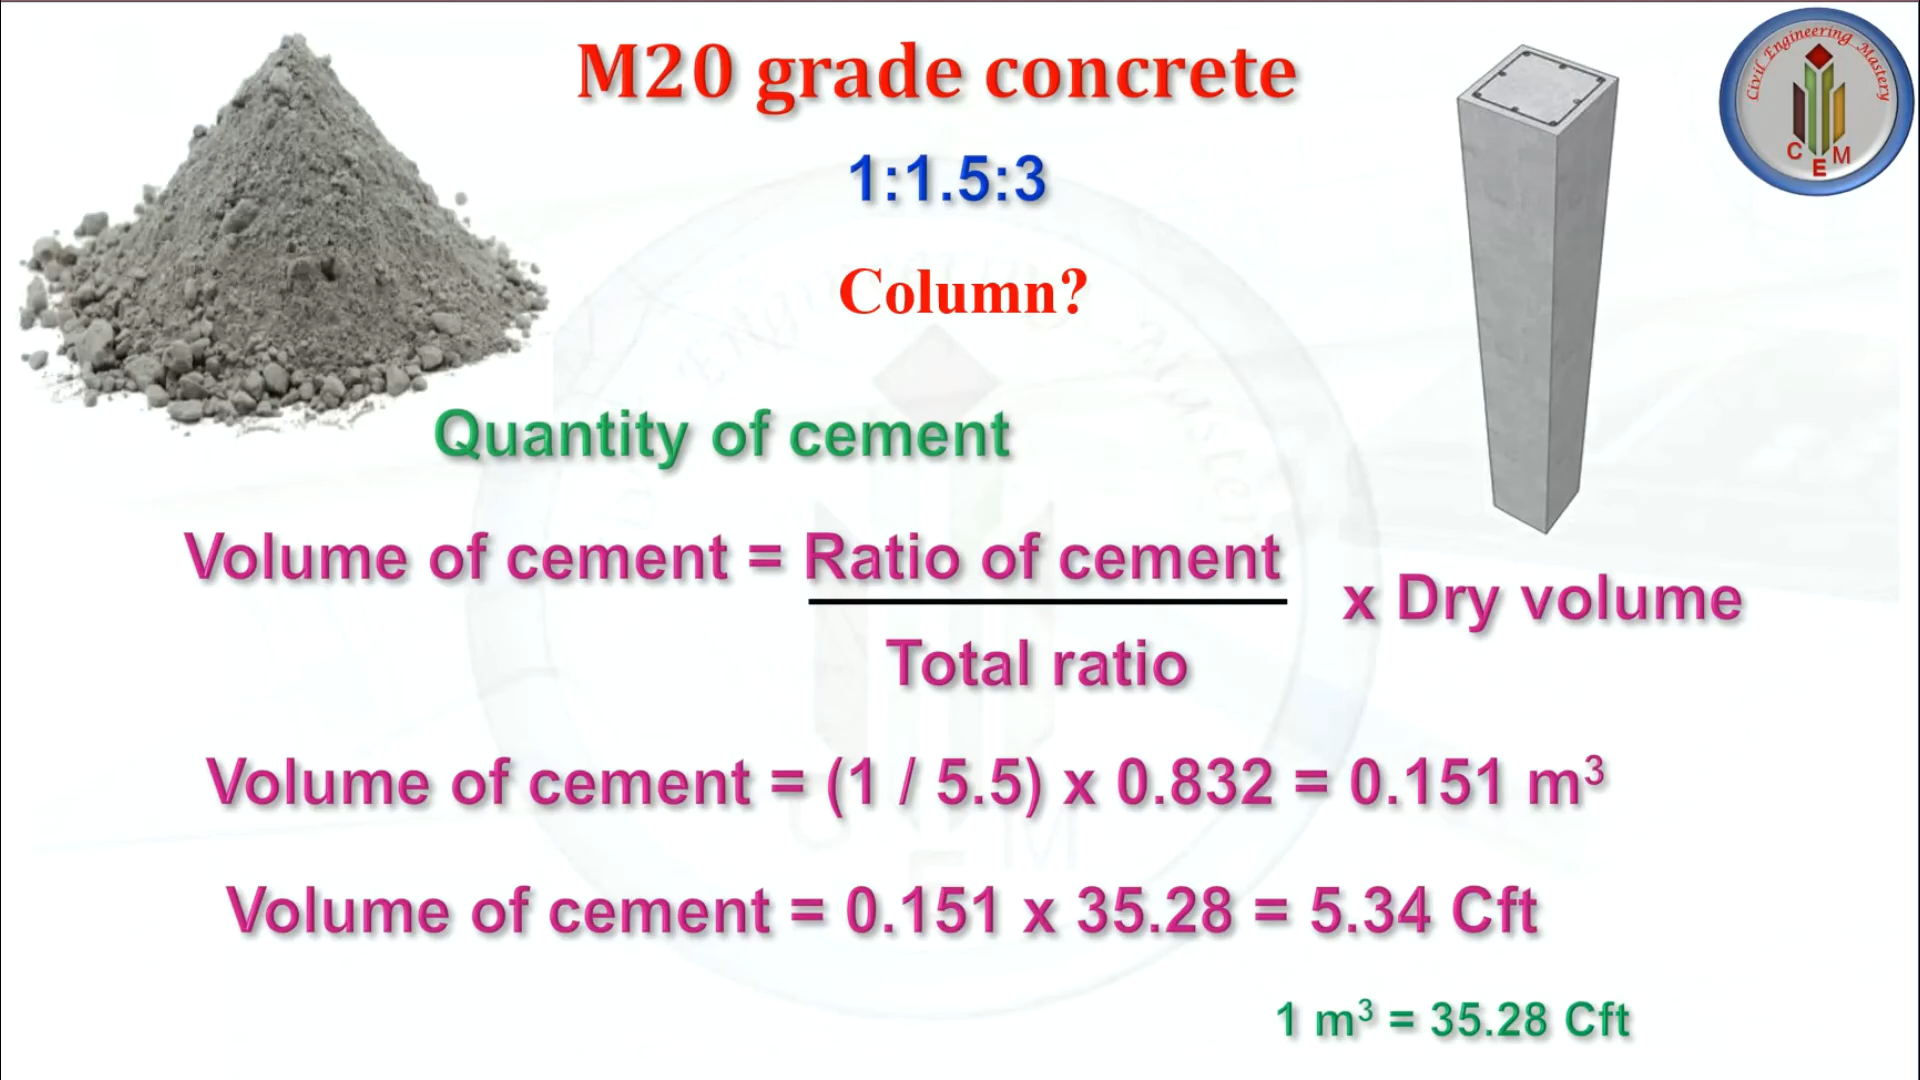 M20 grade concrete
Civil Engineering Mastery
C E M
1:1.5:3
Column?
Quantity of cement
Volume of cement = Ratio of cement
x Dry volume
Total ratio
Volume of cement = (1 / 5.5) x 0.832 = 0.151 m³
Volume of cement = 0.151 x 35.28 = 5.34 Cft
1 m³ = 35.28 Cft